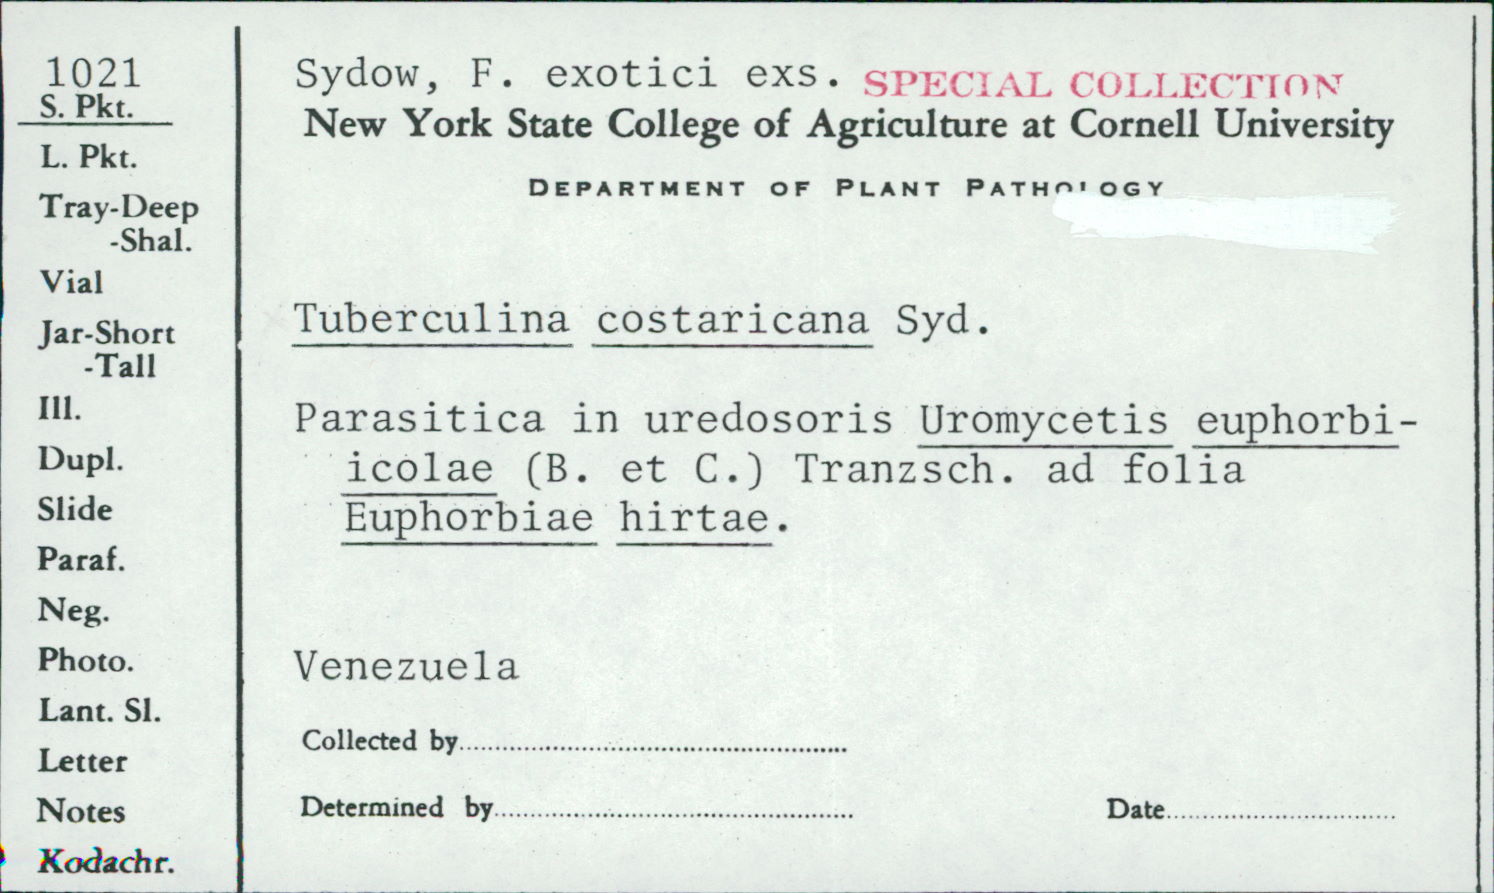 1021
S. Pkt.
L. Pkt.
Tray-Deep
-Shal.
Vial
Jar-Short
-Tall
Ill.
Dupl.
Slide
Paraf.
Neg.
Photo.
Lant. Sl.
Letter
Notes
Kodachr.
Sydow, F. exotici exs. SPECIAL COLLECTION
New York State College of Agriculture at Cornell University
DEPARTMENT OF PLANT PATHOLOGY
Tuberculina costaricana Syd.
Parasitica in uredosoris Uromycetis euphorbi-
icolae (B. et C.) Tranzsch. ad folia
Euphorbiae hirtae.
Venezuela
Collected by
Determined by Date